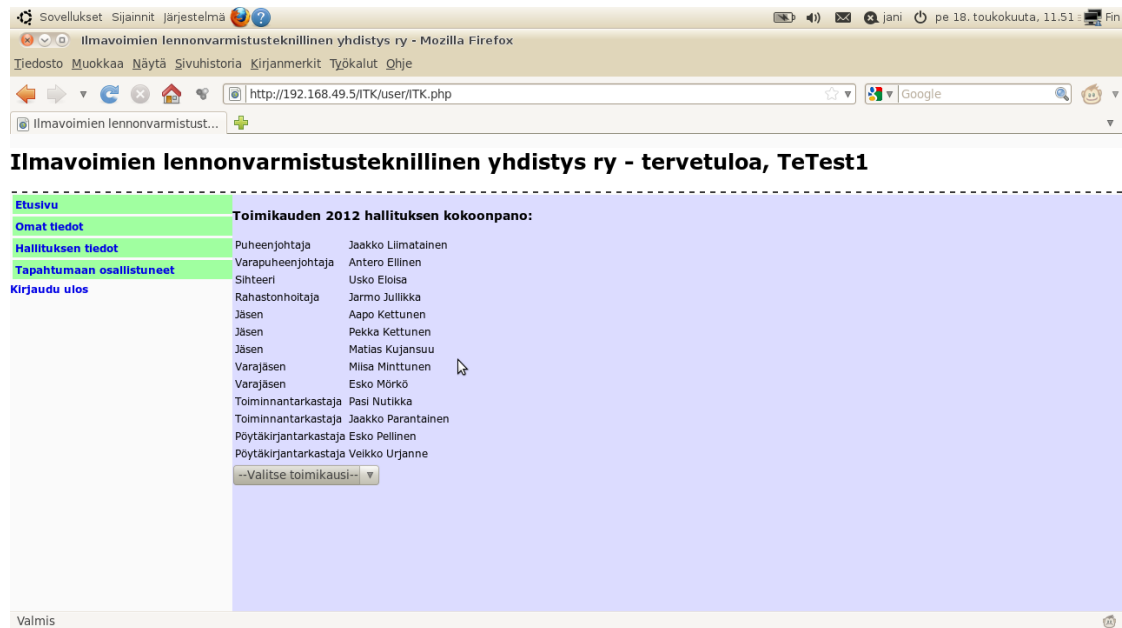 Sovellukset Sijainnit Järjestelmä jani pe 18. toukokuuta, 11.51 Fin
Ilmavoimien lennonvarmistusteknillinen yhdistys ry - Mozilla Firefox
Tiedosto Muokkaa Näytä Sivuhistoria Kirjanmerkit Työkalut Ohje
http://192.168.49.5/ITK/user/ITK.php Google
Ilmavoimien lennonvarmistust...
Ilmavoimien lennonvarmistusteknillinen yhdistys ry - tervetuloa, TeTest1
Etusivu
Omat tiedot
Hallituksen tiedot
Tapahtumaan osallistuneet
Kirjaudu ulos
Toimikauden 2012 hallituksen kokoonpano:
Puheenjohtaja Jaakko Liimatainen
Varapuheenjohtaja Antero Ellinen
Sihteeri Usko Eloisa
Rahastonhoitaja Jarmo Jullikka
Jäsen Aapo Kettunen
Jäsen Pekka Kettunen
Jäsen Matias Kujansuu
Varajäsen Miisa Minttunen
Varajäsen Esko Mörkö
Toiminnantarkastaja Pasi Nutikka
Toiminnantarkastaja Jaakko Parantainen
Pöytäkirjantarkastaja Esko Pellinen
Pöytäkirjantarkastaja Veikko Urjanne
--Valitse toimikausi--
Valmis